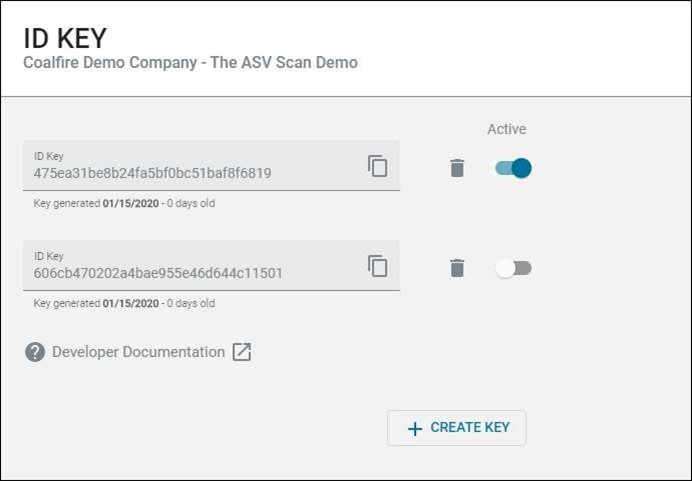 ID KEY
Coalfire Demo Company - The ASV Scan Demo
Active
ID Key
475ea31be8b24fa5bf0bc51baf8f6819
Key generated 01/15/2020 - 0 days old
ID Key
606cb470202a4bae955e46d644c11501
Key generated 01/15/2020 - 0 days old
? Developer Documentation
+ CREATE KEY